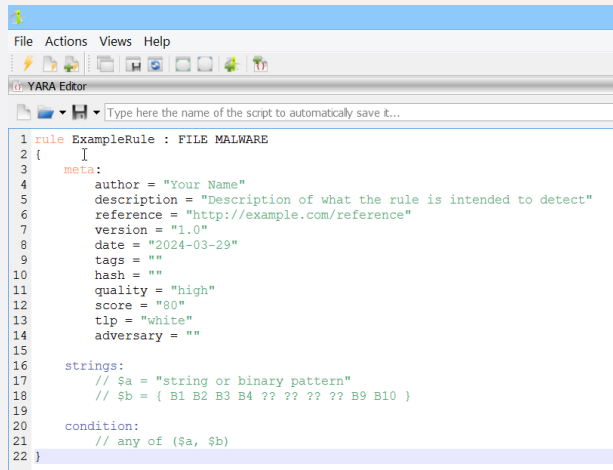 File Actions Views Help
YARA Editor
Type here the name of the script to automatically save it...
1 rule ExampleRule : FILE MALWARE
2 {
3 meta:
4 author = "Your Name"
5 description = "Description of what the rule is intended to detect"
6 reference = "http://example.com/reference"
7 version = "1.0"
8 date = "2024-03-29"
9 tags = ""
10 hash = ""
11 quality = "high"
12 score = "80"
13 tlp = "white"
14 adversary = ""
15
16 strings:
17 // $a = "string or binary pattern"
18 // $b = { B1 B2 B3 B4 ?? ?? ?? ?? B9 B10 }
19
20 condition:
21 // any of ($a, $b)
22 }